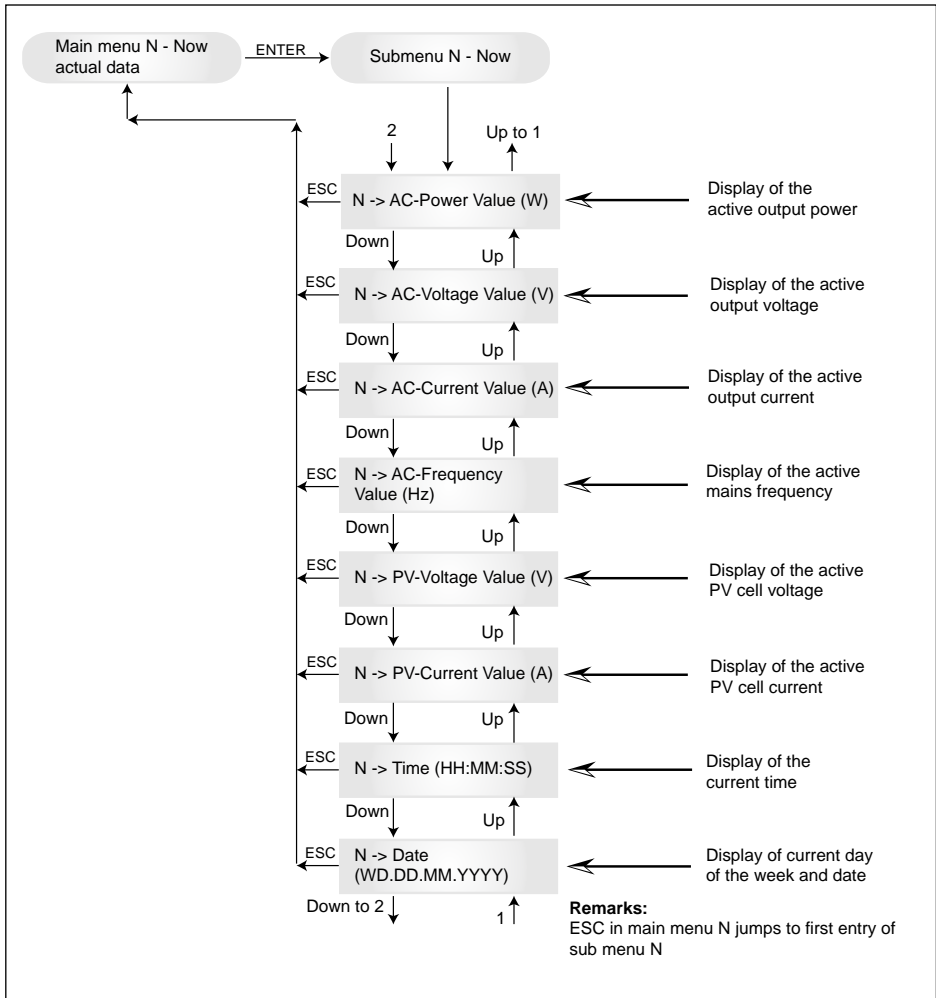 Main menu N - Now
actual data
ENTER
Submenu N - Now
2
Up to 1
ESC
N -> AC-Power Value (W)
Display of the
active output power
Down
Up
ESC
N -> AC-Voltage Value (V)
Display of the active
output voltage
Down
Up
ESC
N -> AC-Current Value (A)
Display of the active
output current
Down
Up
ESC
N -> AC-Frequency
Value (Hz)
Display of the active
mains frequency
Down
Up
ESC
N -> PV-Voltage Value (V)
Display of the active
PV cell voltage
Down
Up
ESC
N -> PV-Current Value (A)
Display of the active
PV cell current
Down
Up
ESC
N -> Time (HH:MM:SS)
Display of the
current time
Down
Up
ESC
N -> Date
(WD.DD.MM.YYYY)
Display of current day
of the week and date
Down to 2
1
Remarks:
ESC in main menu N jumps to first entry of
sub menu N